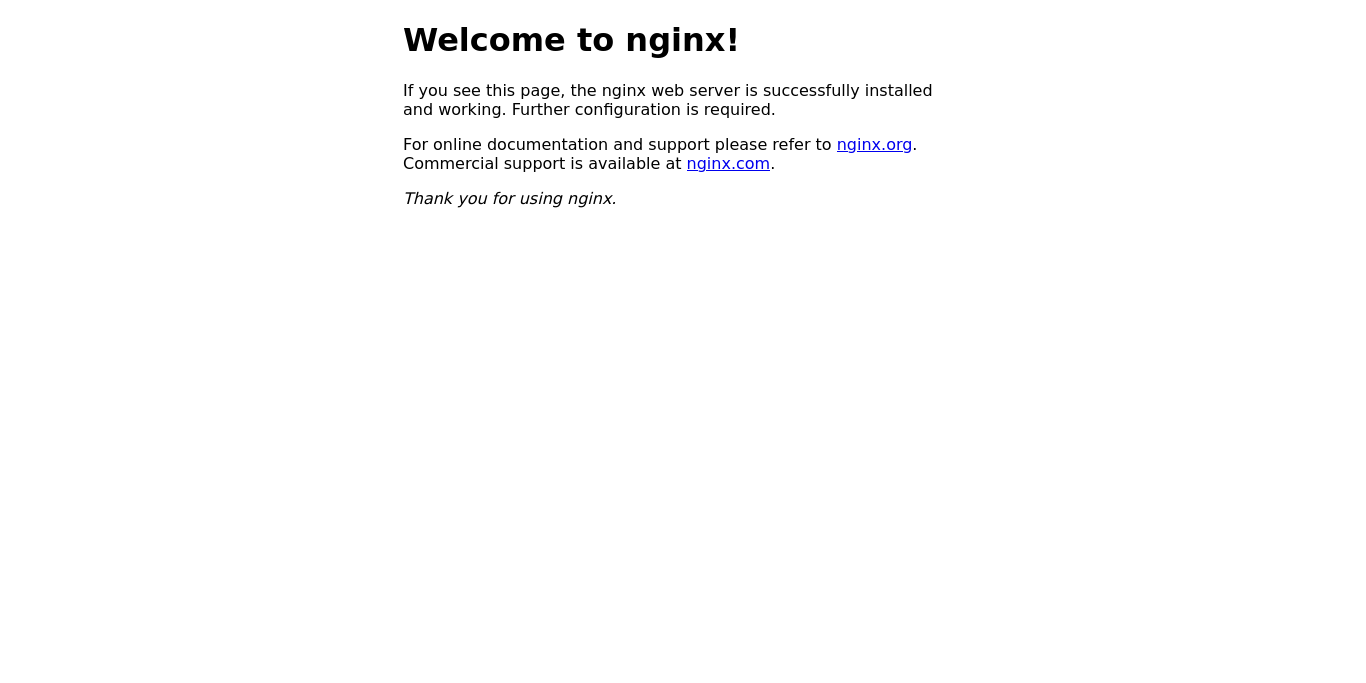 Welcome to nginx!
If you see this page, the nginx web server is successfully installed
and working. Further configuration is required.
For online documentation and support please refer to nginx.org.
Commercial support is available at nginx.com.
Thank you for using nginx.